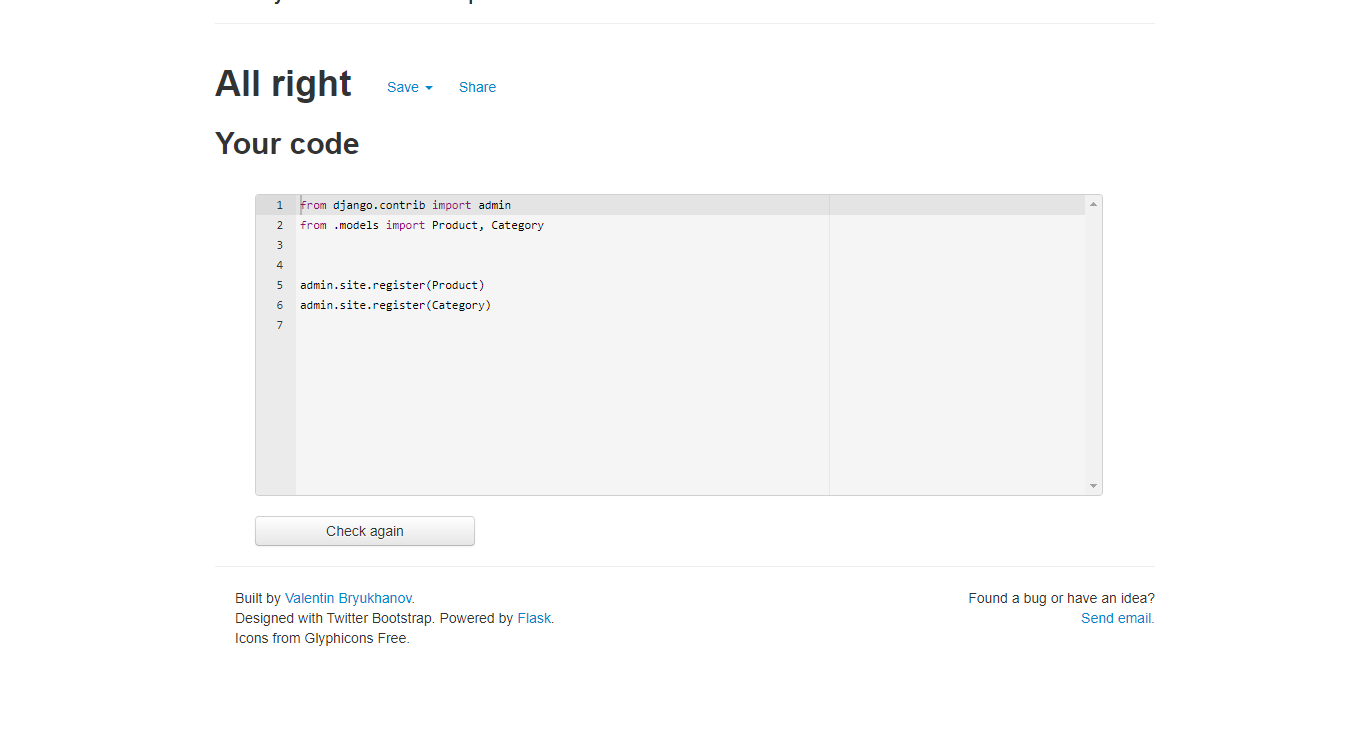 All right Save Share
Your code
1 from django.contrib import admin
2 from .models import Product, Category
3
4
5 admin.site.register(Product)
6 admin.site.register(Category)
7
Check again
Built by Valentin Bryukhanov.
Designed with Twitter Bootstrap. Powered by Flask.
Icons from Glyphicons Free.
Found a bug or have an idea?
Send email.